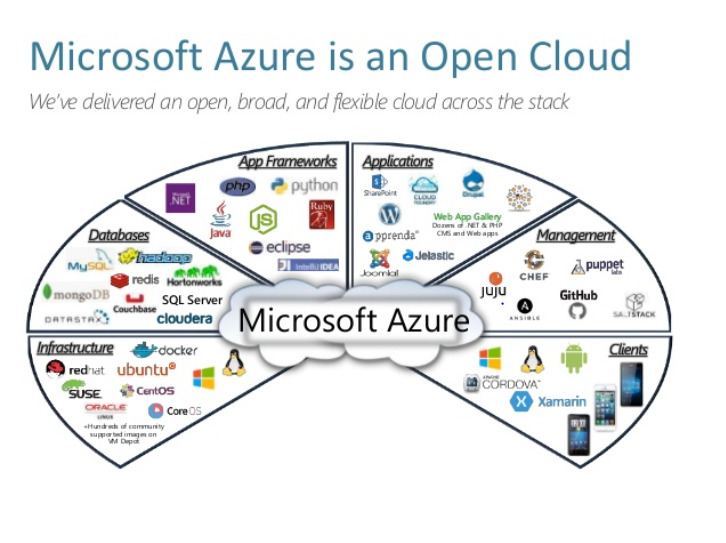 Microsoft Azure is an Open Cloud
We've delivered an open, broad, and flexible cloud across the stack
App Frameworks
Microsoft
.NET
php
python
Java
JS
Ruby
eclipse
IntelliJ IDEA
Applications
SharePoint
CLOUD
FOUNDRY
Drupal
Web App Gallery
Dozens of .NET & PHP
CMS and Web apps
apprenda
Joomla!
Jelastic
Databases
MySQL
hadoop
redis
Hortonworks
mongoDB
Couchbase
SQL Server
DATASTAX
cloudera
Management
juju
CHEF
puppet
labs
ANSIBLE
GitHub
SALTSTACK
Microsoft Azure
Infrastructure
docker
redhat
ubuntu
SUSE
CentOS
ORACLE
LINUX
CoreOS
+Hundreds of community
supported images on
VM Depot
Clients
APACHE
CORDOVA™
Xamarin